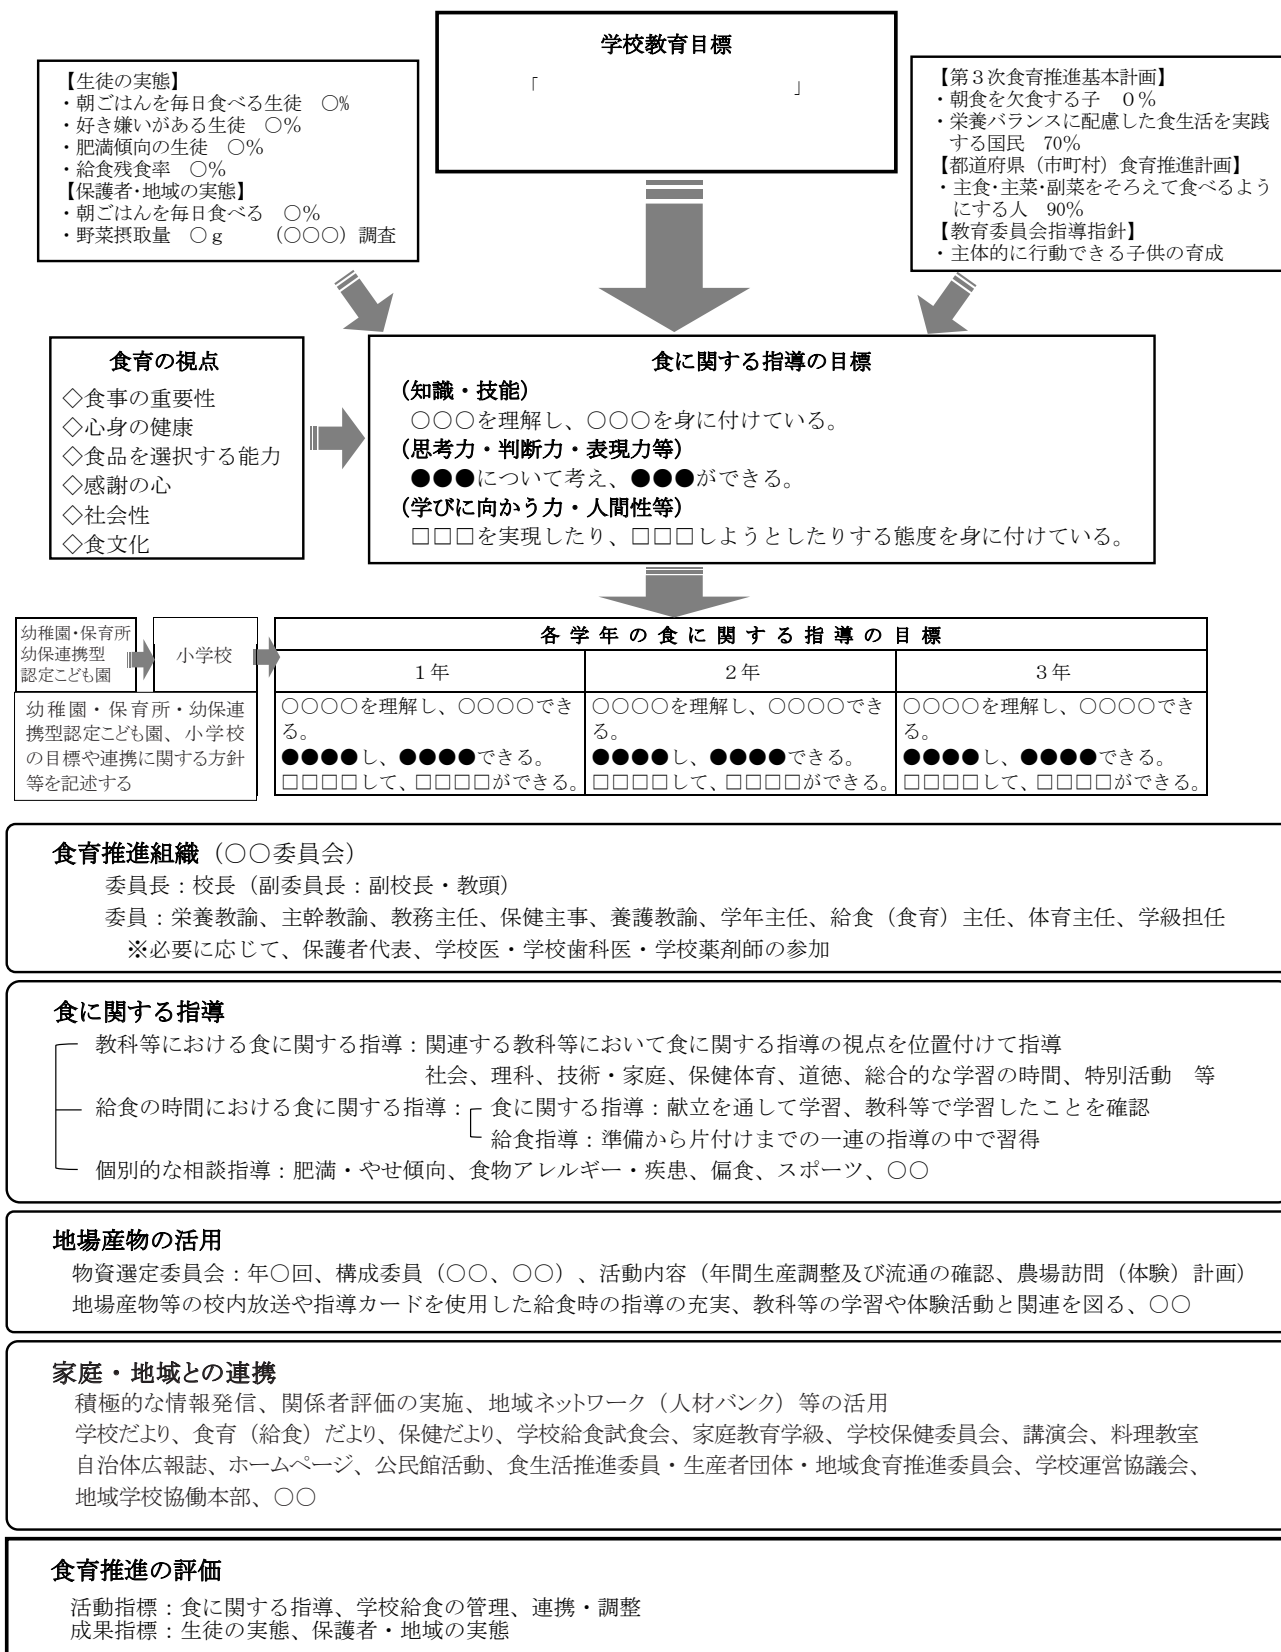 学校教育目標
「　　　　　　　　　　　　」
【生徒の実態】
・朝ごはんを毎日食べる生徒　○%
・好き嫌いがある生徒　○%
・肥満傾向の生徒　○%
・給食残食率　○%
【保護者・地域の実態】
・朝ごはんを毎日食べる　○%
・野菜摂取量　○ｇ　　（○○○）調査
【第３次食育推進基本計画】
・朝食を欠食する子　０％
・栄養バランスに配慮した食生活を実践
する国民　70%
【都道府県（市町村）食育推進計画】
・主食・主菜・副菜をそろえて食べるよう
にする人　90%
【教育委員会指導指針】
・主体的に行動できる子供の育成
食育の視点
◇食事の重要性
◇心身の健康
◇食品を選択する能力
◇感謝の心
◇社会性
◇食文化
食に関する指導の目標
（知識・技能）
○○○を理解し、○○○を身に付けている。
（思考力・判断力・表現力等）
●●●について考え、●●●ができる。
（学びに向かう力・人間性等）
□□□を実現したり、□□□しようとしたりする態度を身に付けている。
幼稚園・保育所
幼保連携型
認定こども園
小学校
幼稚園・保育所・幼保連
携型認定こども園、小学校
の目標や連携に関する方針
等を記述する
各学年の食に関する指導の目標
１年
２年
３年
○○○○を理解し、○○○○でき
る。
●●●●し、●●●●できる。
□□□□して、□□□□ができる。
○○○○を理解し、○○○○でき
る。
●●●●し、●●●●できる。
□□□□して、□□□□ができる。
○○○○を理解し、○○○○でき
る。
●●●●し、●●●●できる。
□□□□して、□□□□ができる。
食育推進組織（○○委員会）
委員長：校長（副委員長：副校長・教頭）
委員：栄養教諭、主幹教諭、教務主任、保健主事、養護教諭、学年主任、給食（食育）主任、体育主任、学級担任
※必要に応じて、保護者代表、学校医・学校歯科医・学校薬剤師の参加
食に関する指導
教科等における食に関する指導：関連する教科等において食に関する指導の視点を位置付けて指導
社会、理科、技術・家庭、保健体育、道徳、総合的な学習の時間、特別活動　等
給食の時間における食に関する指導：食に関する指導：献立を通して学習、教科等で学習したことを確認
給食指導：準備から片付けまでの一連の指導の中で習得
個別的な相談指導：肥満・やせ傾向、食物アレルギー・疾患、偏食、スポーツ、○○
地場産物の活用
物資選定委員会：年○回、構成委員（○○、○○）、活動内容（年間生産調整及び流通の確認、農場訪問（体験）計画）
地場産物等の校内放送や指導カードを使用した給食時の指導の充実、教科等の学習や体験活動と関連を図る、○○
家庭・地域との連携
積極的な情報発信、関係者評価の実施、地域ネットワーク（人材バンク）等の活用
学校だより、食育（給食）だより、保健だより、学校給食試食会、家庭教育学級、学校保健委員会、講演会、料理教室
自治体広報誌、ホームページ、公民館活動、食生活推進委員・生産者団体・地域食育推進委員会、学校運営協議会、
地域学校協働本部、○○
食育推進の評価
活動指標：食に関する指導、学校給食の管理、連携・調整
成果指標：生徒の実態、保護者・地域の実態